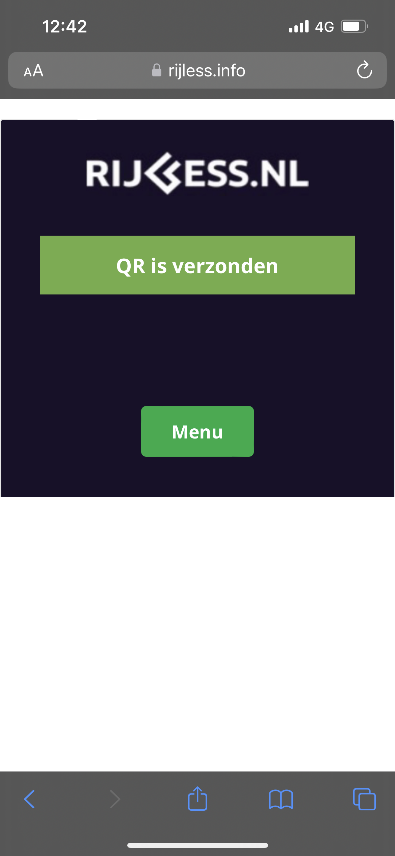 12:42
4G
AA
rijless.info
RIJLESS.NL
QR is verzonden
Menu